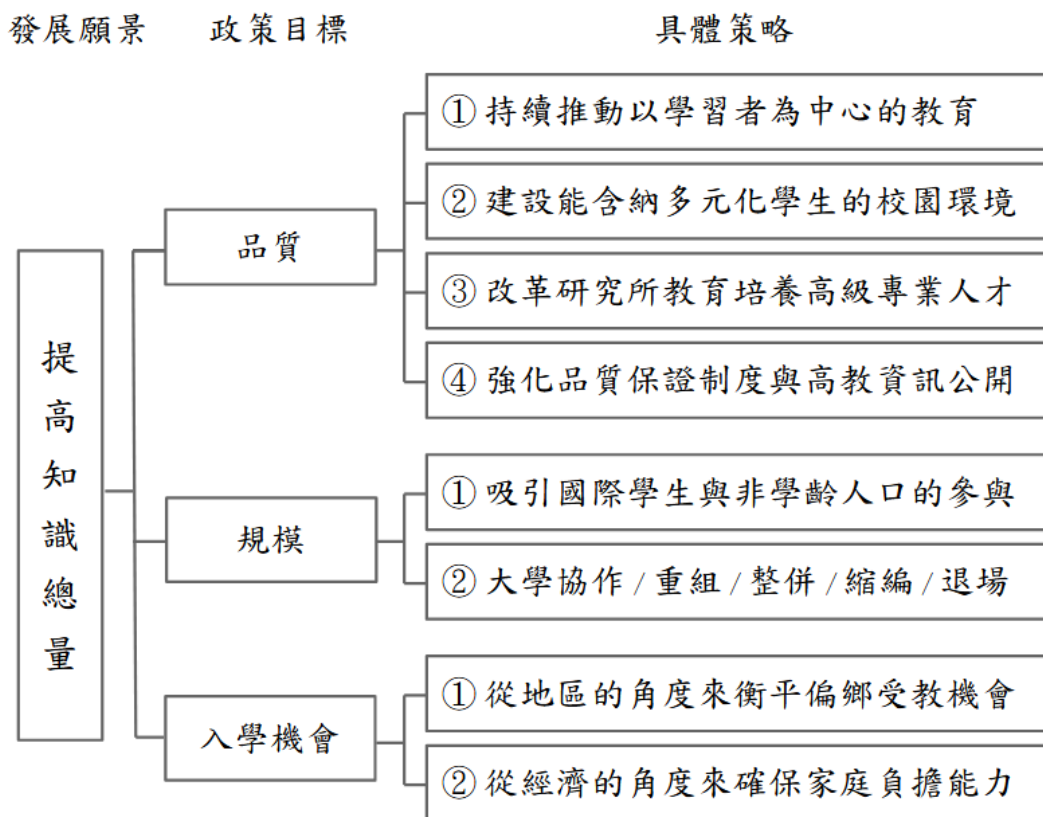 發展願景 政策目標 具體策略
提高知識總量
品質
①持續推動以學習者為中心的教育
②建設能含納多元化學生的校園環境
③改革研究所教育培養高級專業人才
④強化品質保證制度與高教資訊公開
規模
①吸引國際學生與非學齡人口的參與
②大學協作/重組/整併/縮編/退場
入學機會
①從地區的角度來衡平偏鄉受教機會
②從經濟的角度來確保家庭負擔能力